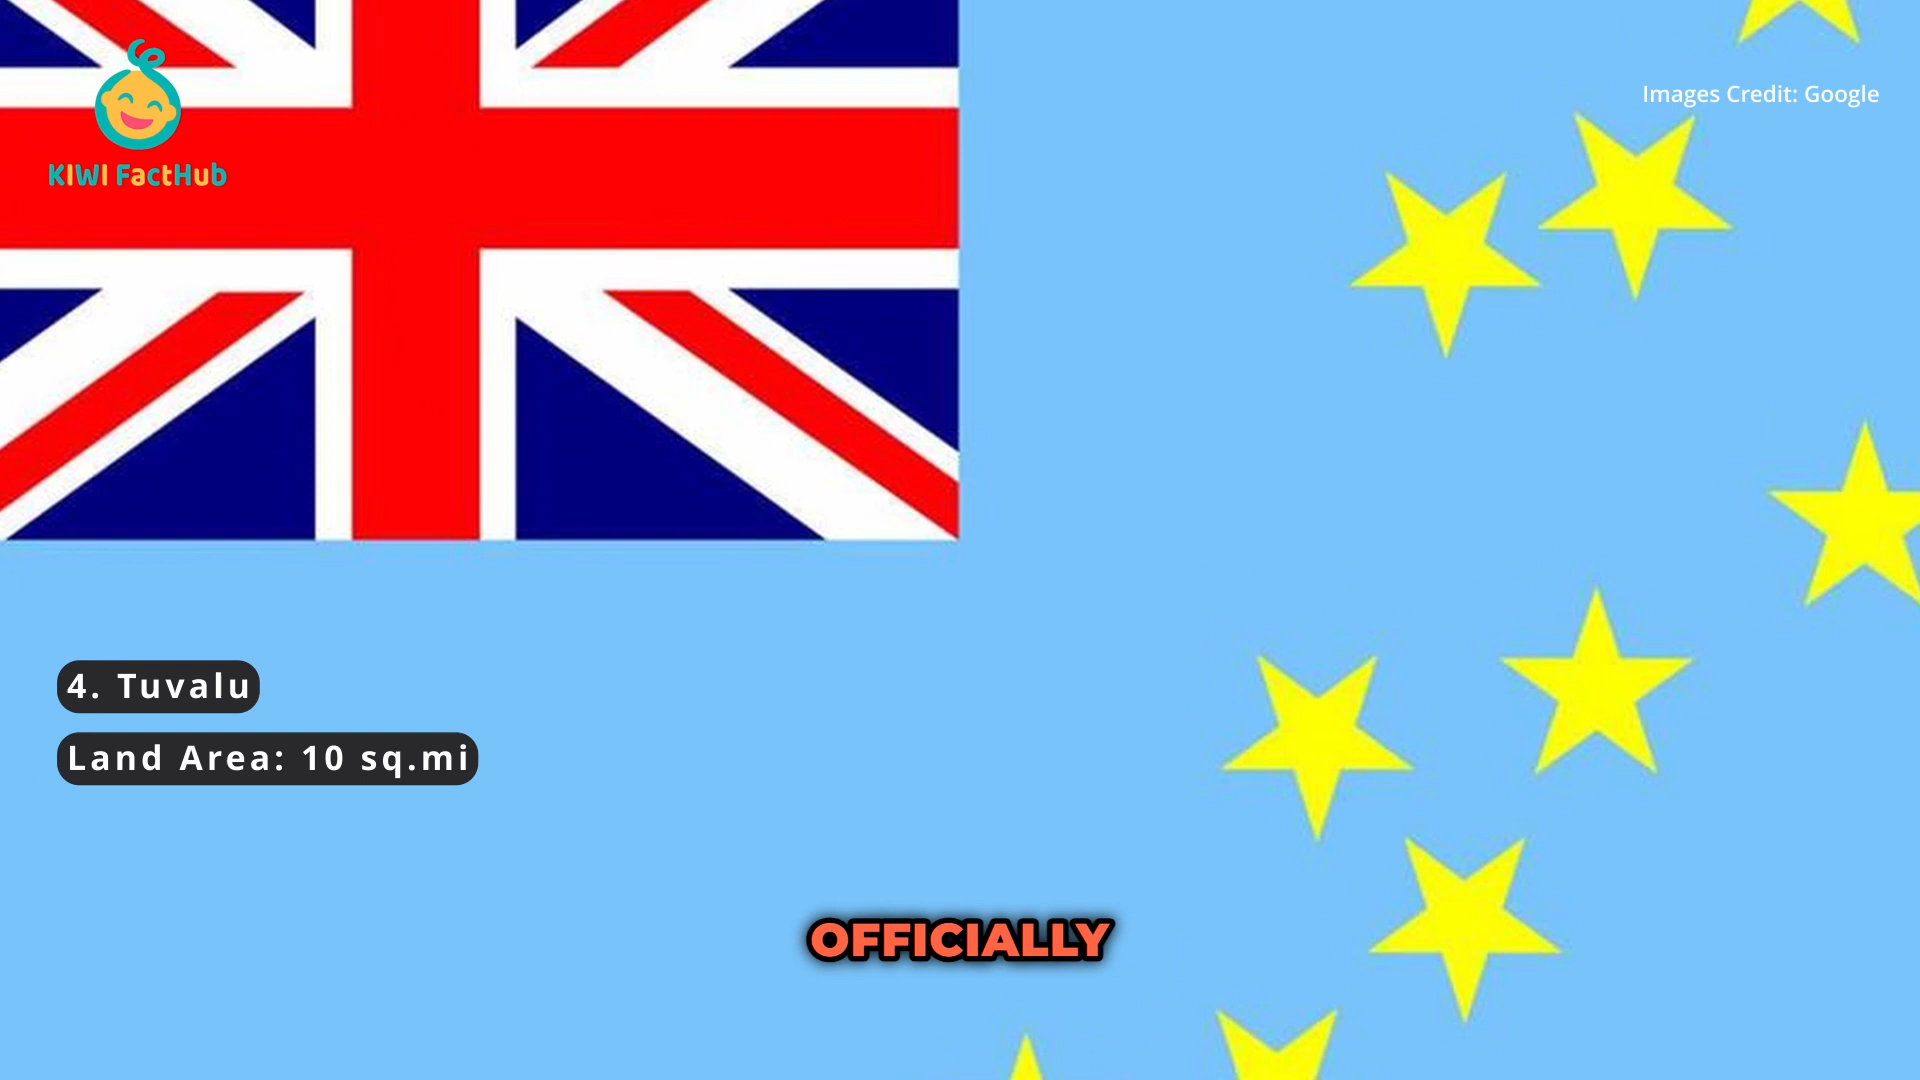 KIWI FactHub
Images Credit: Google
4. Tuvalu
Land Area: 10 sq.mi
OFFICIALLY